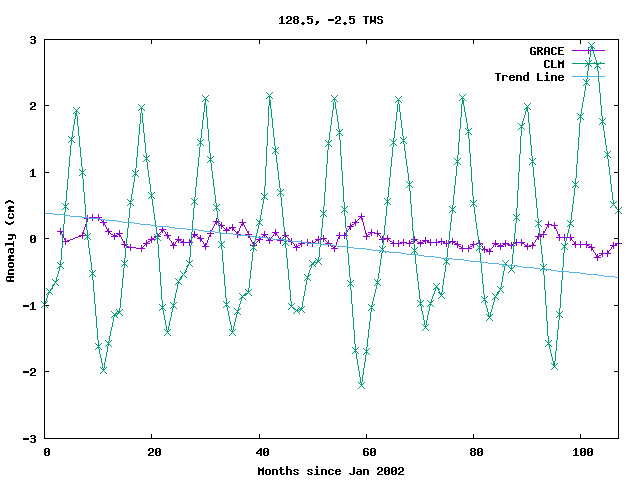 128.5, -2.5 TWS
GRACE
CLM
Trend Line
3
2
1
0
-1
-2
-3
Anomaly (cm)
0 20 40 60 80 100
Months since Jan 2002